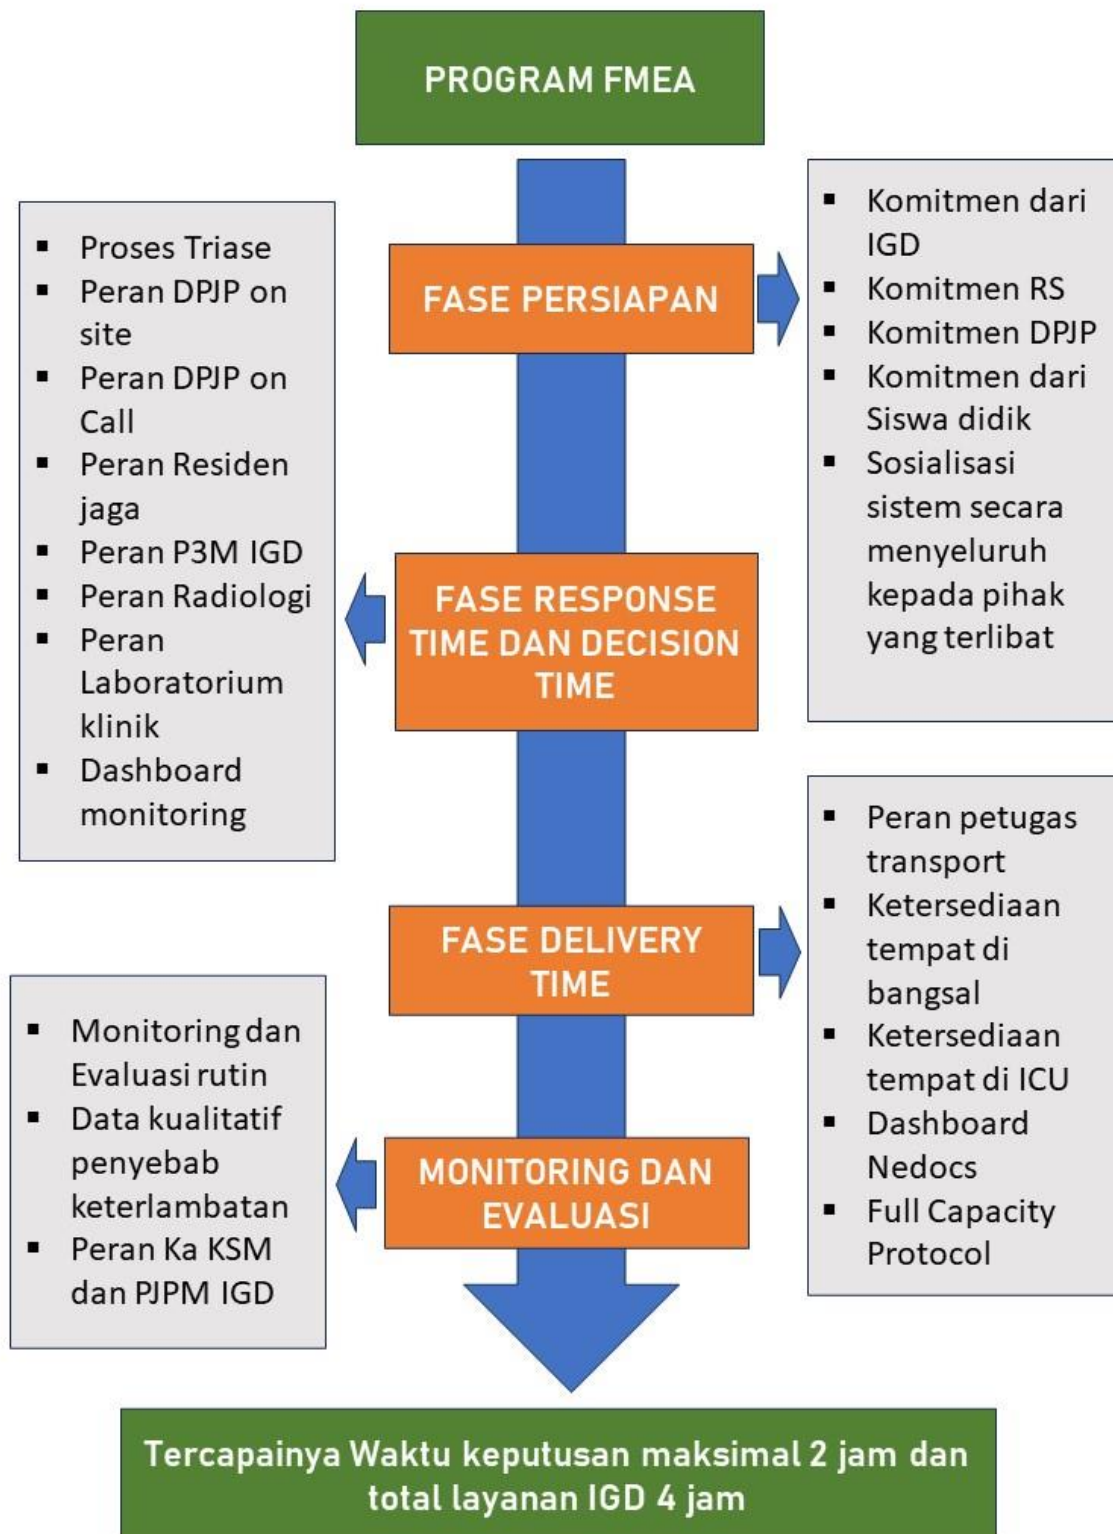 PROGRAM FMEA
FASE PERSIAPAN
▪ Komitmen dari
IGD
▪ Komitmen RS
▪ Komitmen DPJP
▪ Komitmen dari
Siswa didik
▪ Sosialisasi
sistem secara
menyeluruh
kepada pihak
yang terlibat
FASE RESPONSE
TIME DAN DECISION
TIME
▪ Proses Triase
▪ Peran DPJP on
site
▪ Peran DPJP on
Call
▪ Peran Residen
jaga
▪ Peran P3M IGD
▪ Peran Radiologi
▪ Peran
Laboratorium
klinik
▪ Dashboard
monitoring
FASE DELIVERY
TIME
▪ Peran petugas
transport
▪ Ketersediaan
tempat di
bangsal
▪ Ketersediaan
tempat di ICU
▪ Dashboard
Nedocs
▪ Full Capacity
Protocol
MONITORING DAN
EVALUASI
▪ Monitoring dan
Evaluasi rutin
▪ Data kualitatif
penyebab
keterlambatan
▪ Peran Ka KSM
dan PJPM IGD
Tercapainya Waktu keputusan maksimal 2 jam dan
total layanan IGD 4 jam